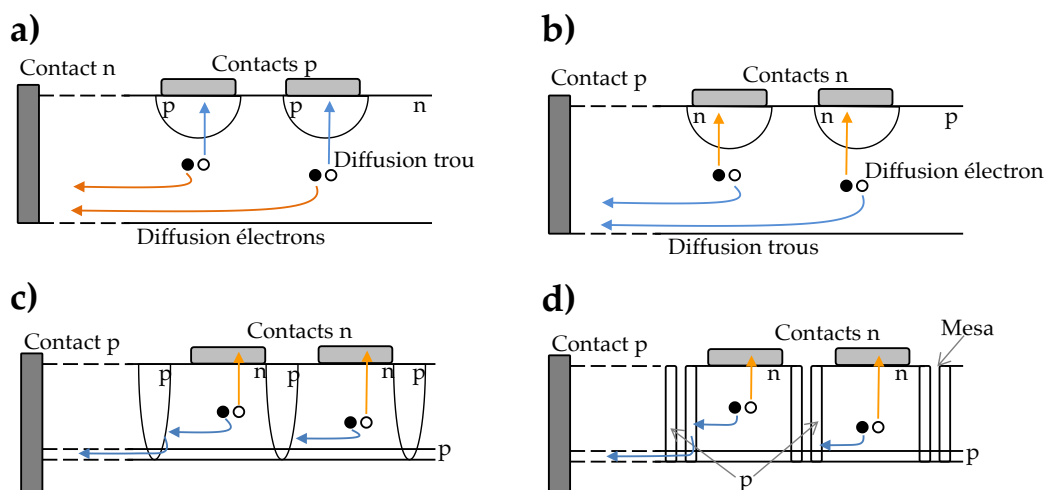 a)
Contact n
Contacts p
p
p
n
Diffusion trou
Diffusion électrons
b)
Contact p
Contacts n
n
n
p
Diffusion électron
Diffusion trous
c)
Contact p
Contacts n
p
n
p
n
p
p
d)
Contact p
Contacts n
Mesa
n
n
p
p